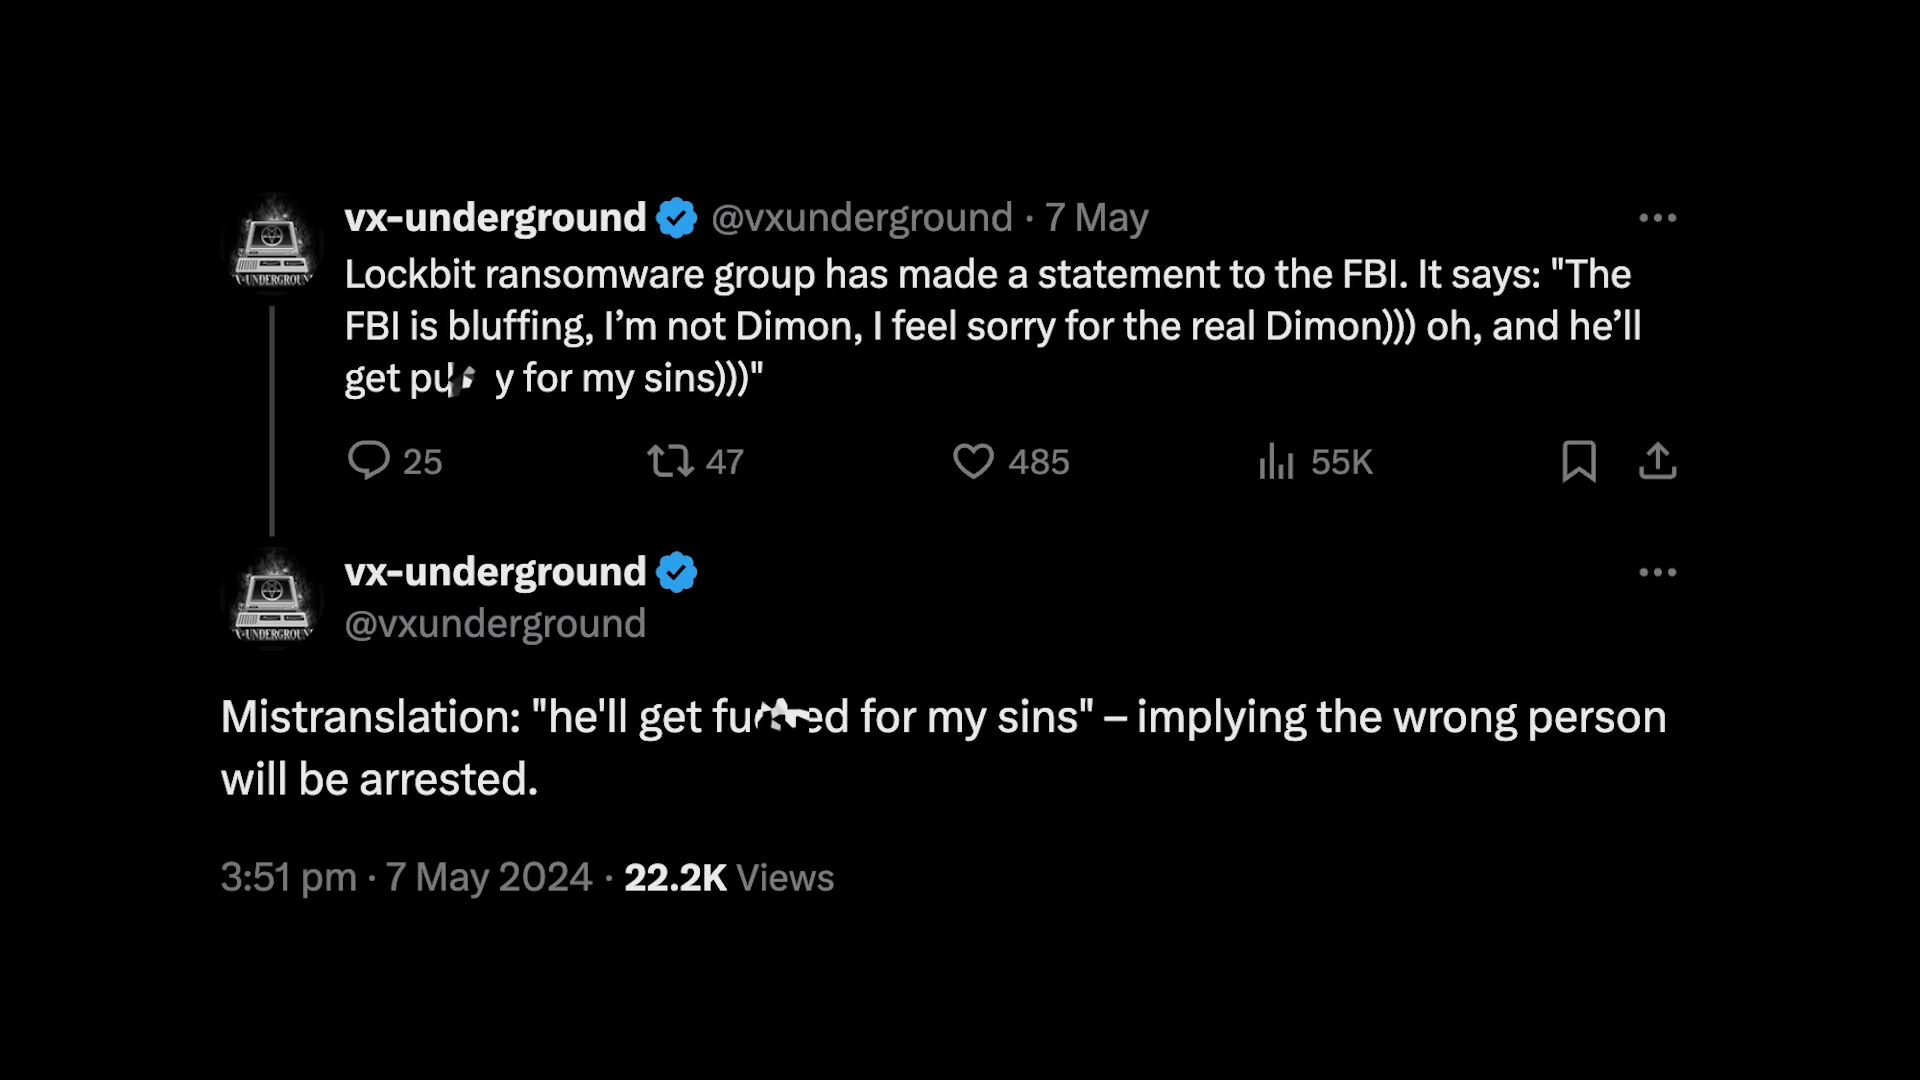 vx-underground @vxunderground · 7 May
Lockbit ransomware group has made a statement to the FBI. It says: "The
FBI is bluffing, I’m not Dimon, I feel sorry for the real Dimon))) oh, and he’ll
get for my sins)))"
25 47 485 55K
vx-underground
@vxunderground
Mistranslation: "he'll get for my sins" – implying the wrong person
will be arrested.
3:51 pm · 7 May 2024 · 22.2K Views